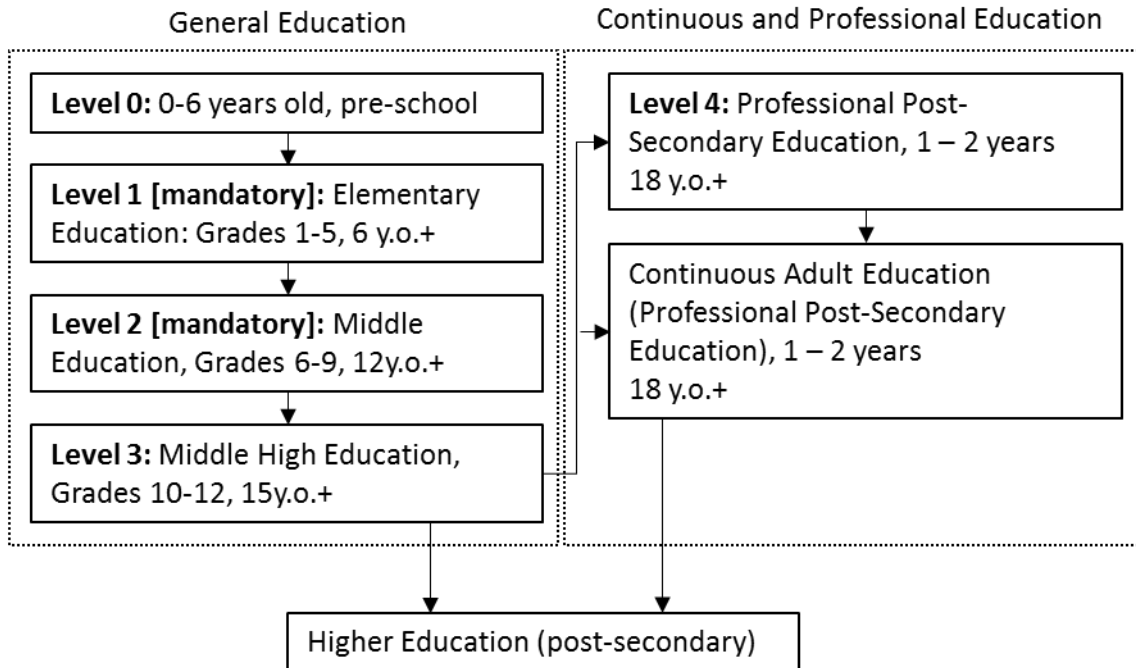 General Education
Level 0: 0-6 years old, pre-school
Level 1 [mandatory]: Elementary
Education: Grades 1-5, 6 y.o.+
Level 2 [mandatory]: Middle
Education, Grades 6-9, 12y.o.+
Level 3: Middle High Education,
Grades 10-12, 15y.o.+
Continuous and Professional Education
Level 4: Professional Post-
Secondary Education, 1 – 2 years
18 y.o.+
Continuous Adult Education
(Professional Post-Secondary
Education), 1 – 2 years
18 y.o.+
Higher Education (post-secondary)